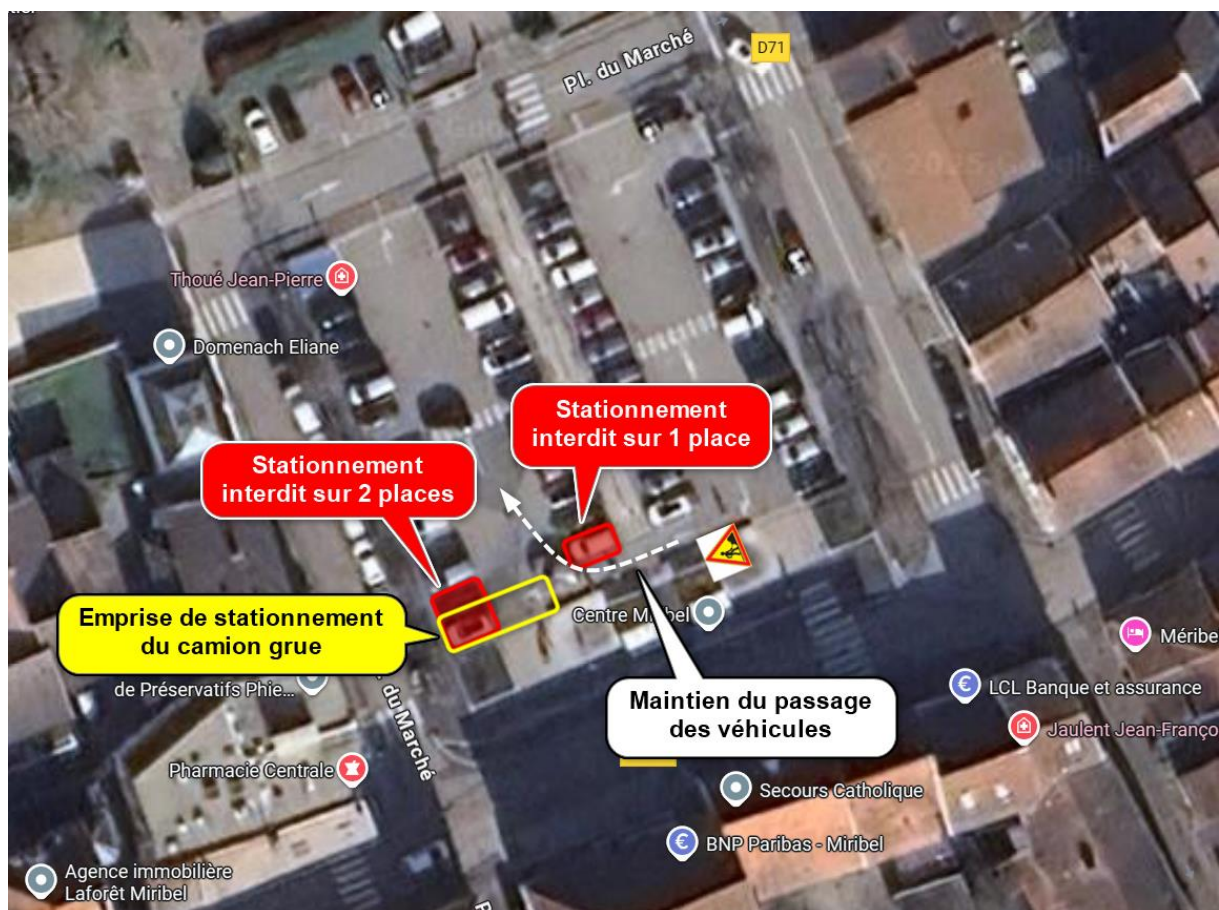 Pl. du Marché
D71
Thoué Jean-Pierre
Domenach Eliane
Stationnement
interdit sur 1 place
Stationnement
interdit sur 2 places
Emprise de stationnement
du camion grue
Centre Miribel
Méribe
de Préservatifs Phie...
du Marché
LCL Banque et assurance
Maintien du passage
des véhicules
Jaulent Jean-Franço
Pharmacie Centrale
Secours Catholique
BNP Paribas - Miribel
Agence immobilière
Laforêt Miribel